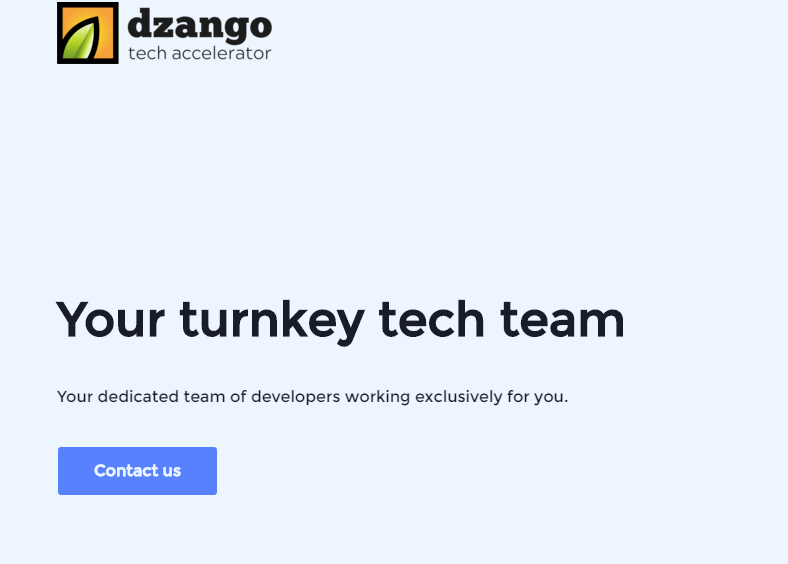 dzango
tech accelerator
Your turnkey tech team
Your dedicated team of developers working exclusively for you.
Contact us